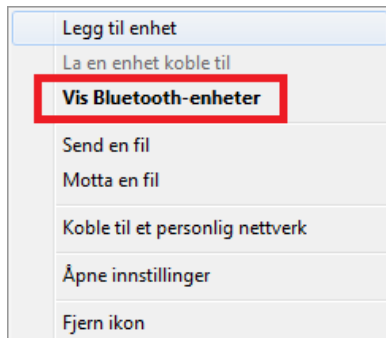 Legg til enhet
La en enhet koble til
Vis Bluetooth-enheter
Send en fil
Motta en fil
Koble til et personlig nettverk
Åpne innstillinger
Fjern ikon